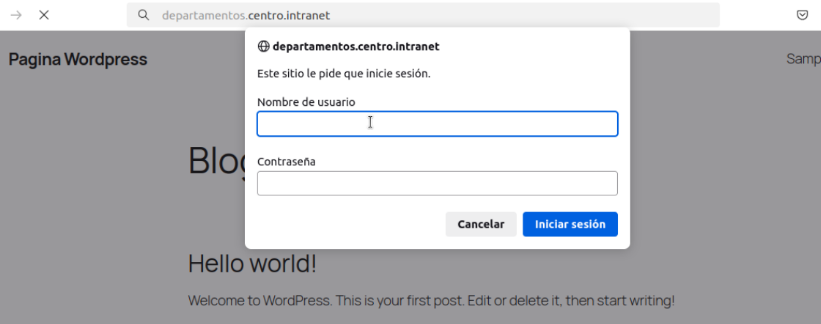 departamentos.centro.intranet
departamentos.centro.intranet
Pagina Wordpress
Este sitio le pide que inicie sesión.
Nombre de usuario
Contraseña
Cancelar
Iniciar sesión
Hello world!
Welcome to WordPress. This is your first post. Edit or delete it, then start writing!